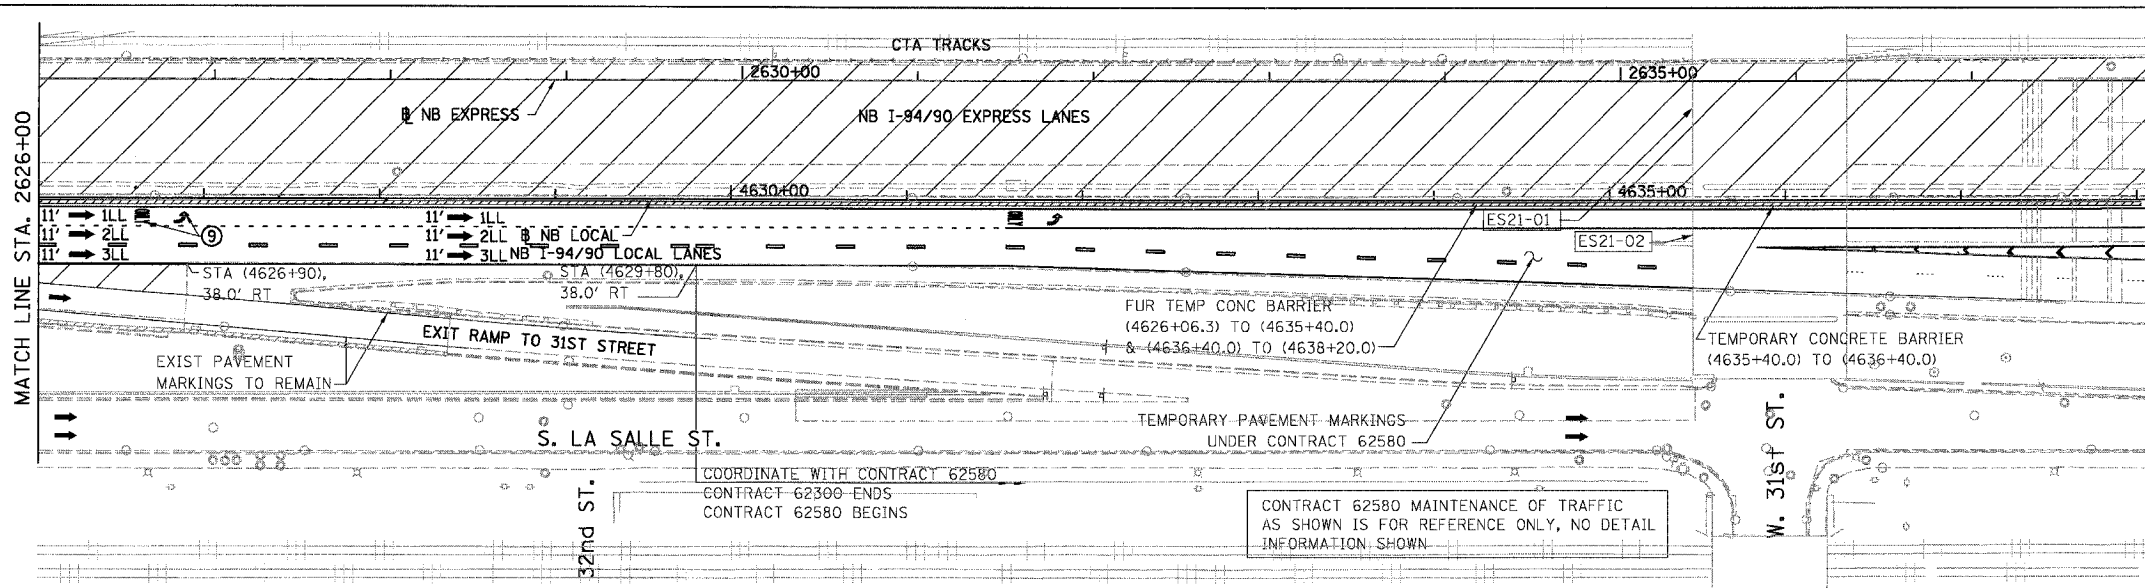 CTA TRACKS
2630+00
2635+00
℄ NB EXPRESS
NB I-94/90 EXPRESS LANES
MATCH LINE STA. 2626+00
4630+00
4635+00
11' 1LL
11' 1LL
11' 2LL
11' 2LL
11' 3LL
11' 3LL
9
NB LOCAL
NB I-94/90 LOCAL LANES
ES21-01
ES21-02
STA (4626+90),
38.0' RT
STA (4629+80),
38.0' RT
EXIT RAMP TO 31ST STREET
EXIST PAVEMENT
MARKINGS TO REMAIN
FUR TEMP CONC BARRIER
(4626+06.3) TO (4635+40.0)
& (4636+40.0) TO (4638+20.0)
TEMPORARY CONCRETE BARRIER
(4635+40.0) TO (4636+40.0)
TEMPORARY PAVEMENT MARKINGS
UNDER CONTRACT 62580
S. LA SALLE ST.
32nd ST.
W. 31st ST.
COORDINATE WITH CONTRACT 62580
CONTRACT 62300 ENDS
CONTRACT 62580 BEGINS
CONTRACT 62580 MAINTENANCE OF TRAFFIC
AS SHOWN IS FOR REFERENCE ONLY, NO DETAIL
INFORMATION SHOWN